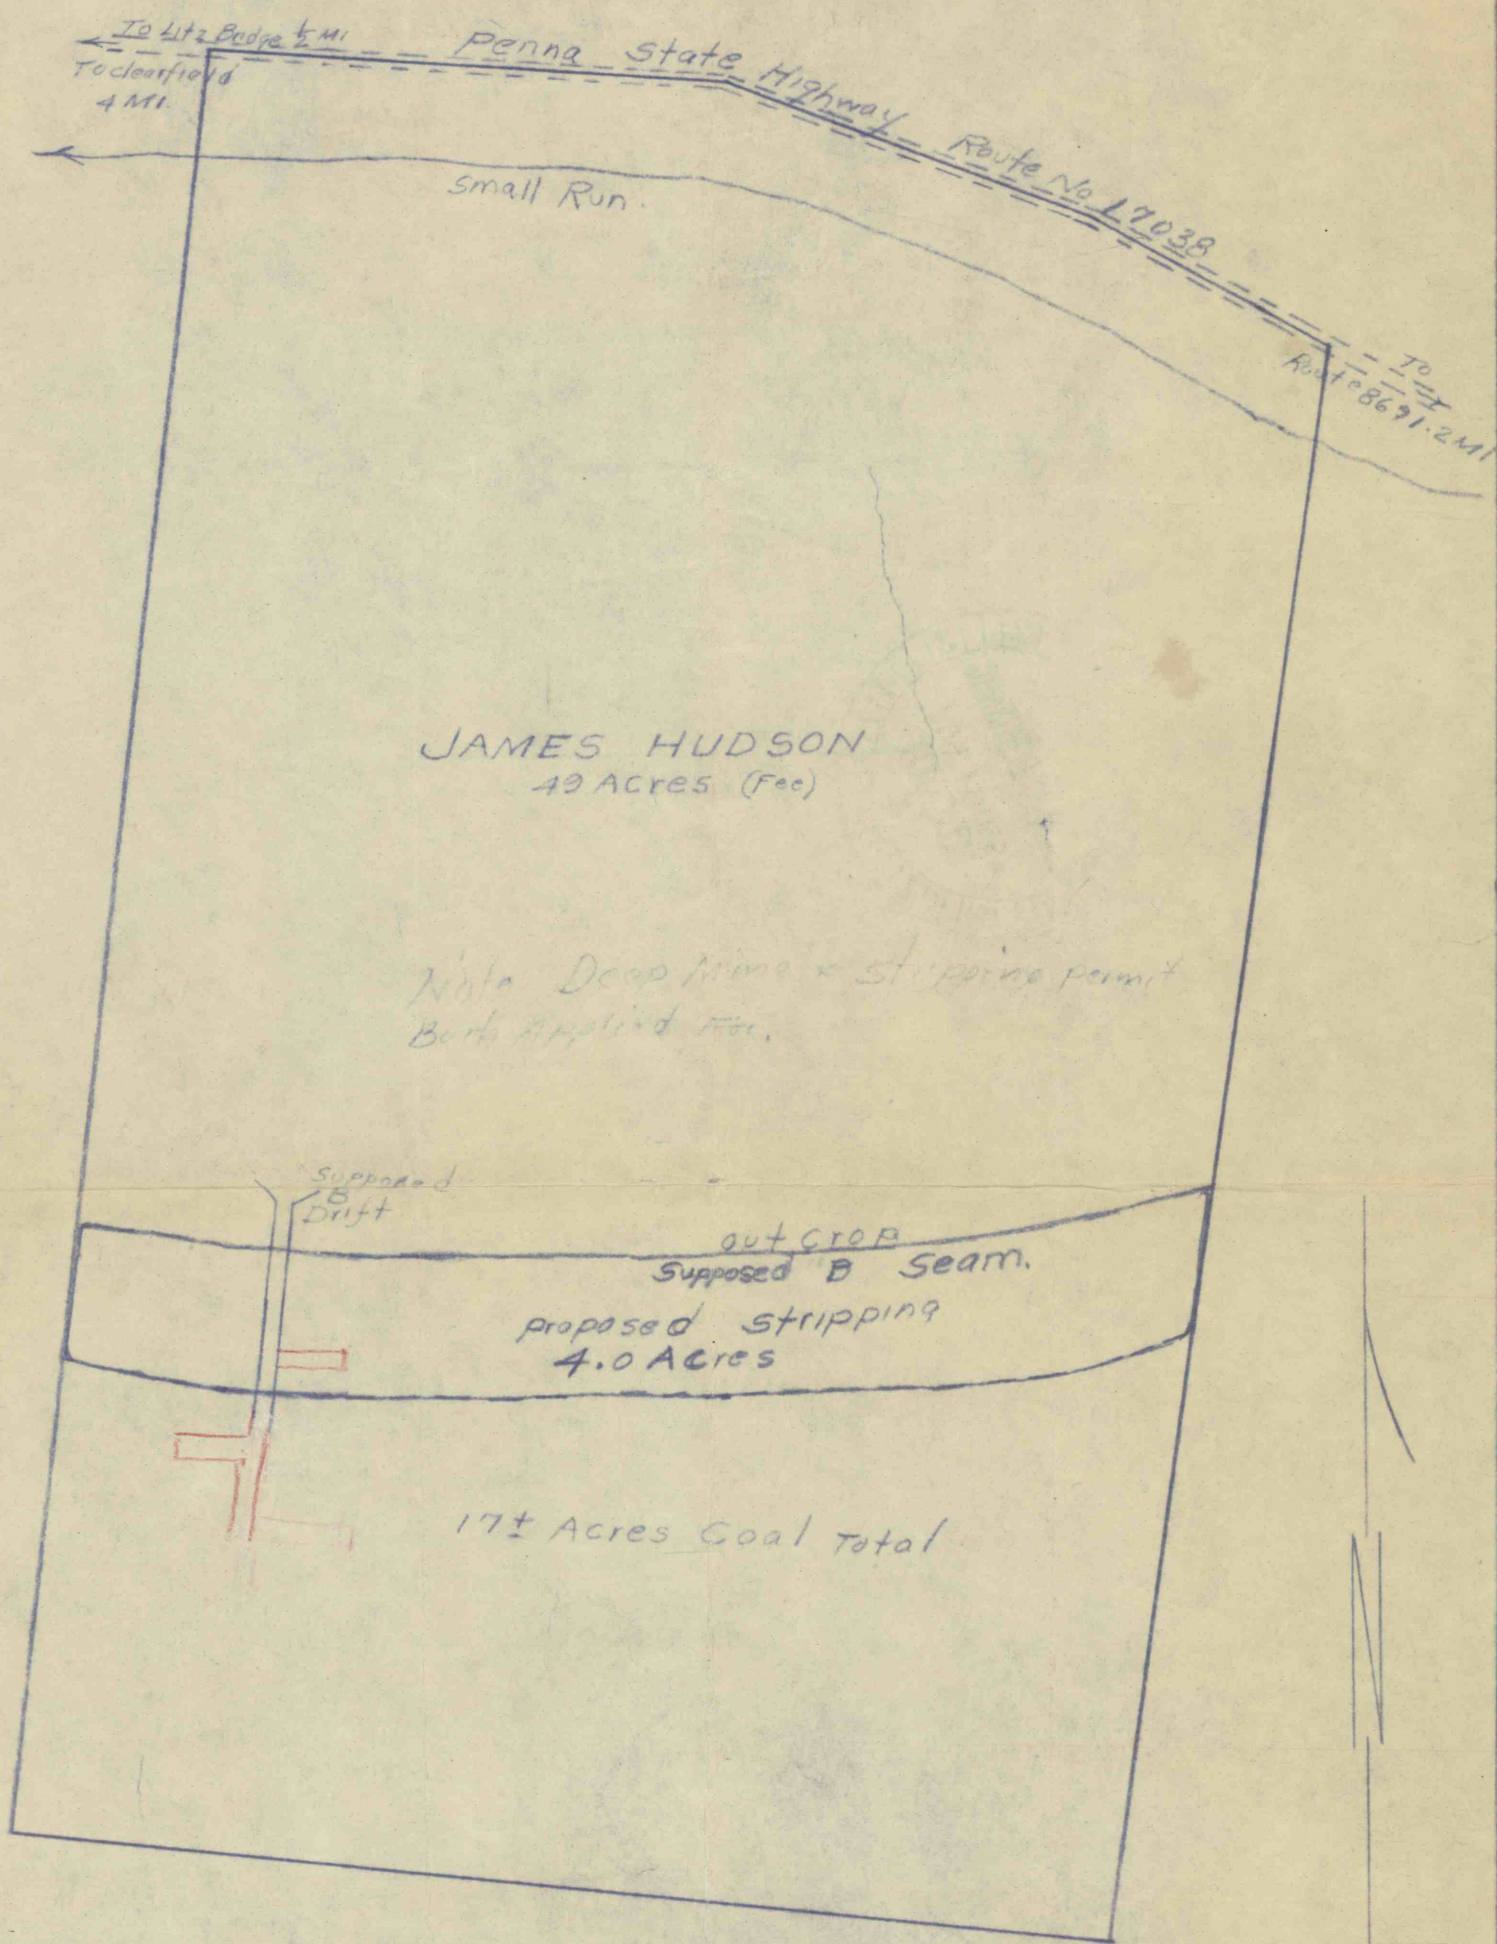 To Litz Bedge ½ MI
To clearfield
4 MI.
Penna State Highway Route No L7038
To
Route 869 1.2 MI
Small Run.
JAMES HUDSON
49 Acres (Fee)
Note Deep Mine & Stripping permit
Both Applied For.
Supposed
B
Drift
out crop
Supposed B Seam.
proposed stripping
4.0 Acres
17± Acres Coal Total
N